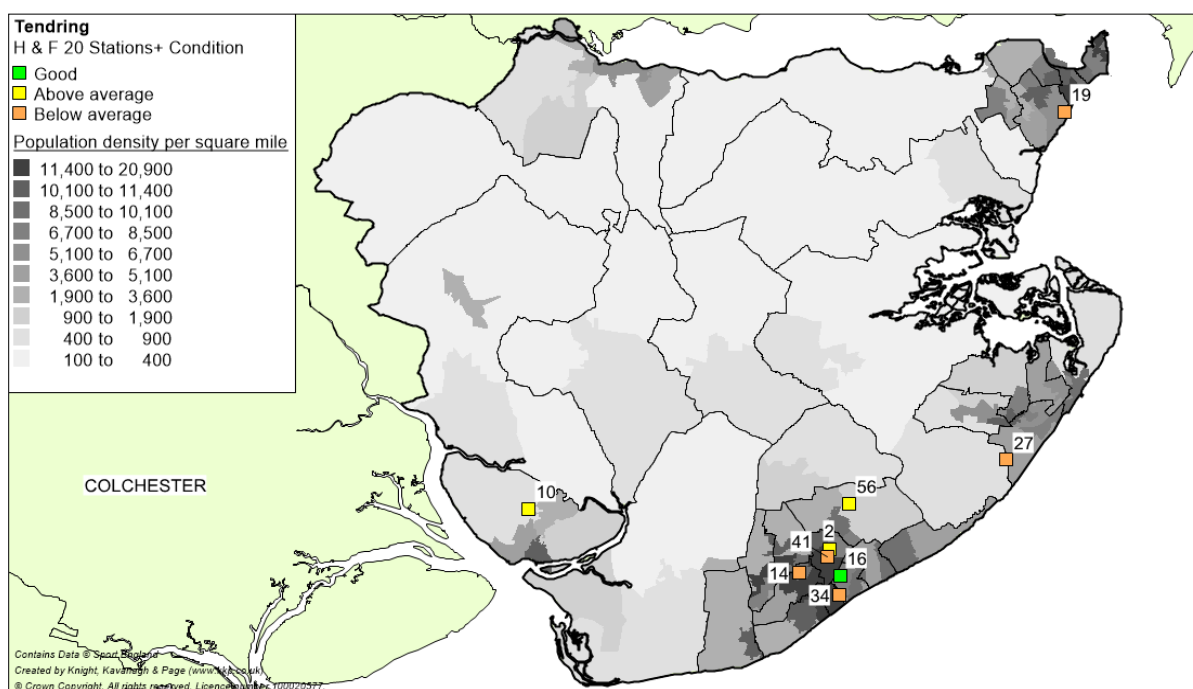 Tendring
H & F 20 Stations+ Condition
Good
Above average
Below average
Population density per square mile
11,400 to 20,900
10,100 to 11,400
8,500 to 10,100
6,700 to 8,500
5,100 to 6,700
3,600 to 5,100
1,900 to 3,600
900 to 1,900
400 to 900
100 to 400
19
27
COLCHESTER
10
56
2
41
16
14
34
Contains Data © Sport England
Created by Knight, Kavanagh & Page (www.kkp.co.uk)
© Crown Copyright. All rights reserved. Licence number 100020577.